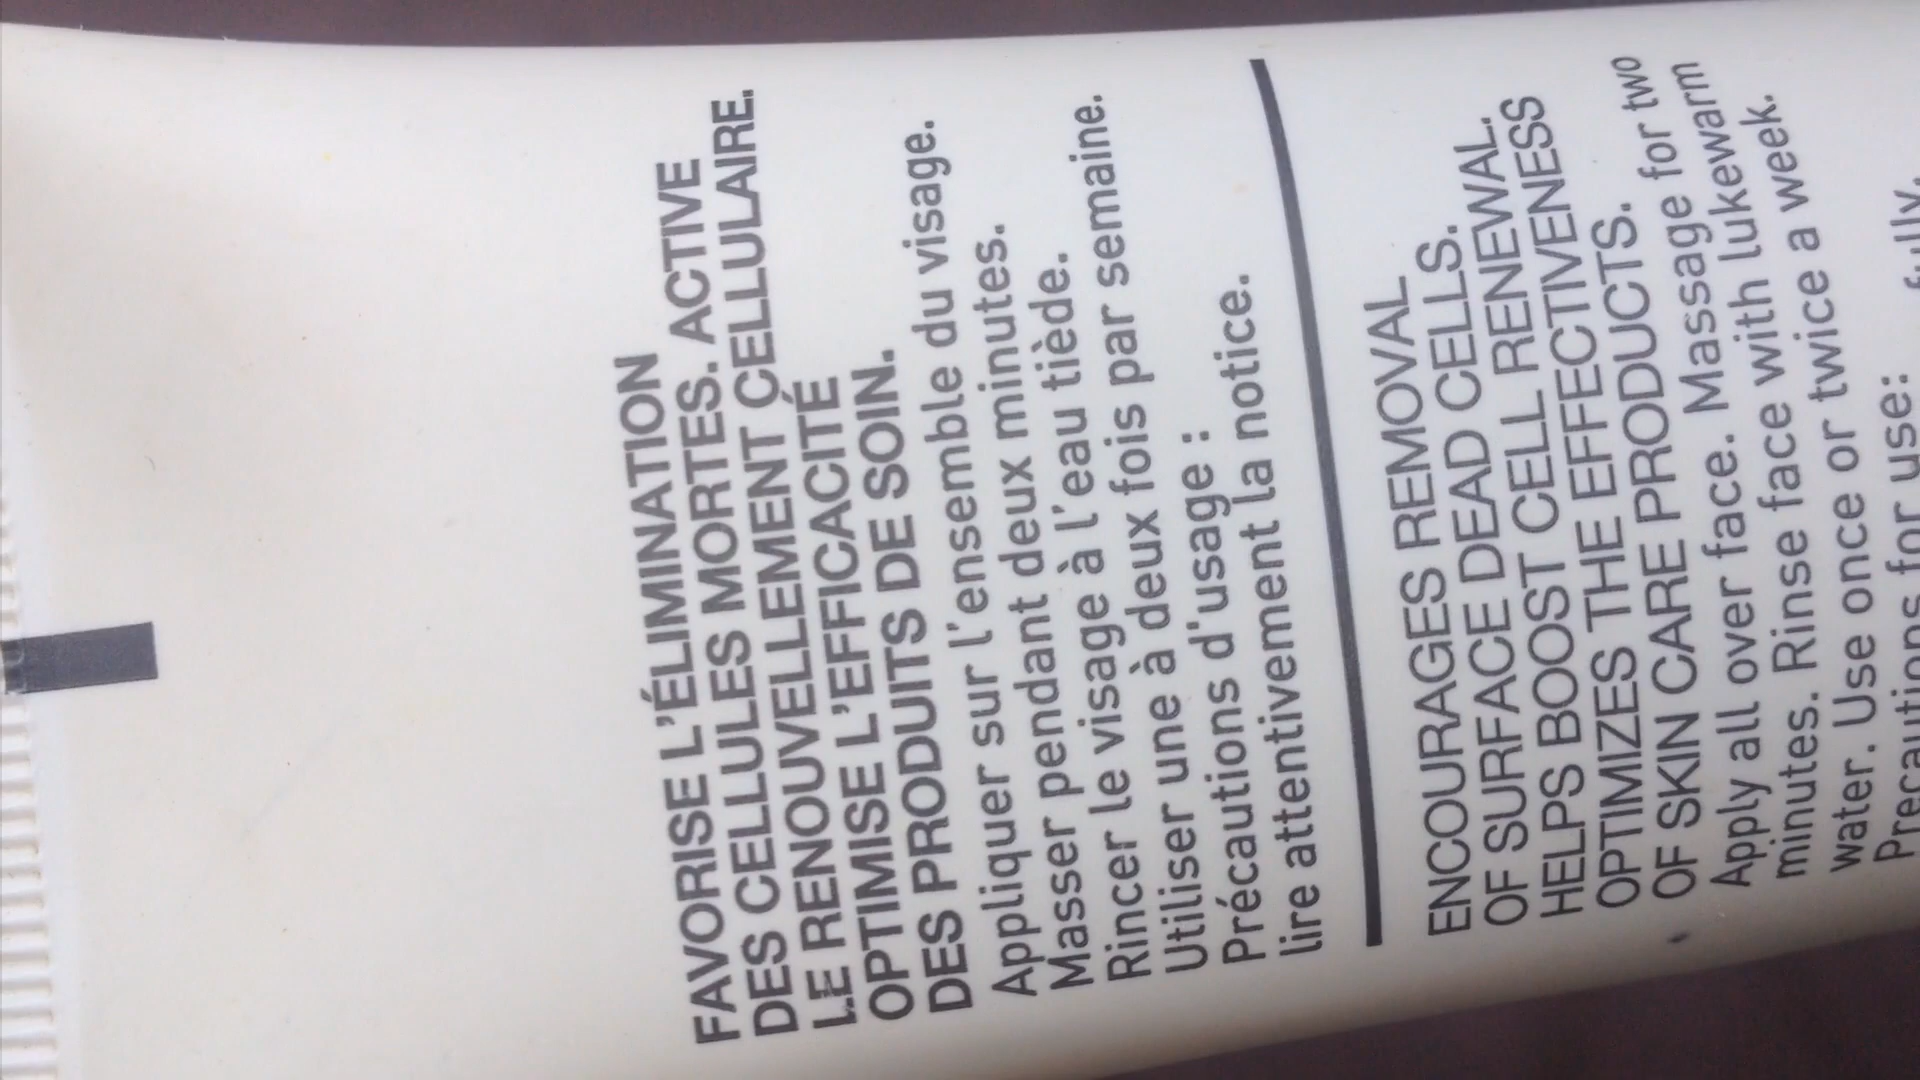 FAVORISE L'ÉLIMINATION
DES CELLULES MORTES. ACTIVE
LE RENOUVELLEMENT CELLULAIRE.
OPTIMISE L'EFFICACITÉ
DES PRODUITS DE SOIN.
Appliquer sur l'ensemble du visage.
Masser pendant deux minutes.
Rincer le visage à l'eau tiède.
Utiliser une à deux fois par semaine.
Précautions d'usage :
lire attentivement la notice.
ENCOURAGES REMOVAL
OF SURFACE DEAD CELLS.
HELPS BOOST CELL RENEWAL.
OPTIMIZES THE EFFECTIVENESS
OF SKIN CARE PRODUCTS.
Apply all over face. Massage for two
minutes. Rinse face with lukewarm
water. Use once or twice a week.
Precautions for use: